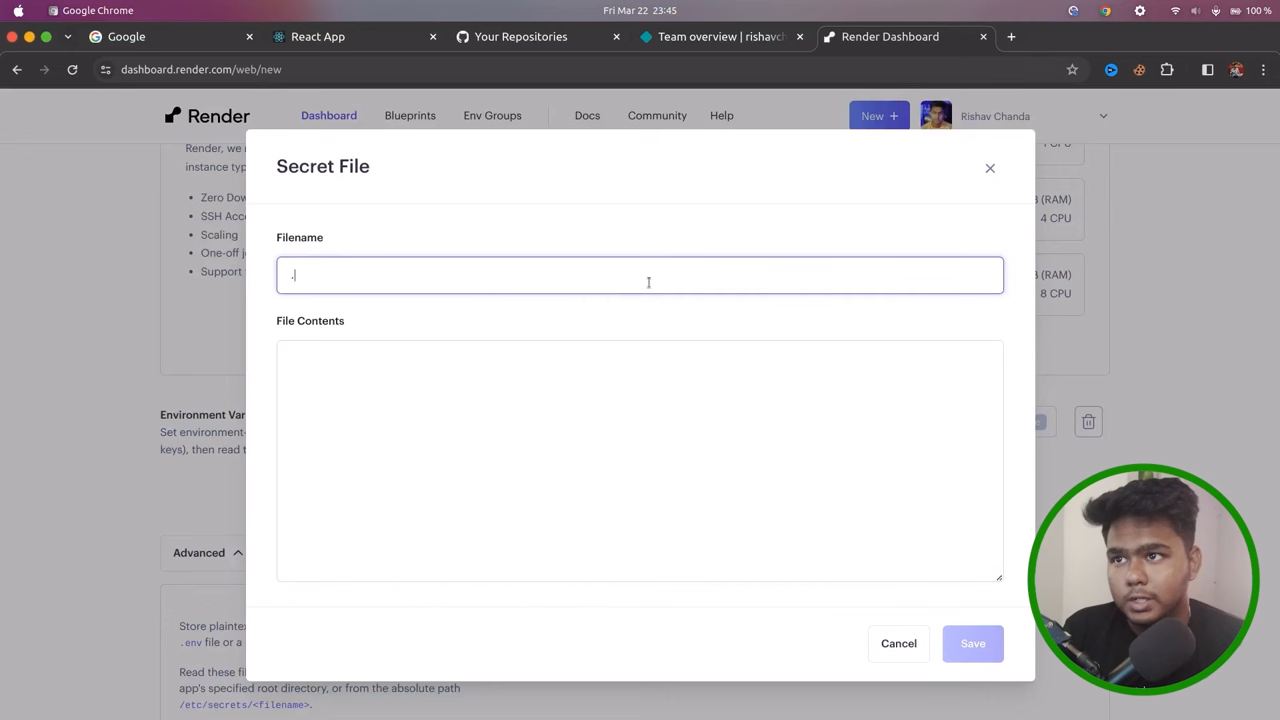 Google Chrome
Fri Mar 22 23:45
100 %
Google
React App
Your Repositories
Team overview | rishavch
Render Dashboard
dashboard.render.com/web/new
Render
Dashboard
Blueprints
Env Groups
Docs
Community
Help
New +
Rishav Chanda
Render, we
instance typ
Zero Dow
SSH Acce
Scaling
One-off j
Support
(RAM)
4 CPU
(RAM)
8 CPU
Secret File
Filename
.
File Contents
Cancel
Save
Environment Var
Set environment-
keys), then read t
Advanced
Store plaintex
.env file or a
Read these fil
app's specified root directory, or from the absolute path
/etc/secrets/<filename>.